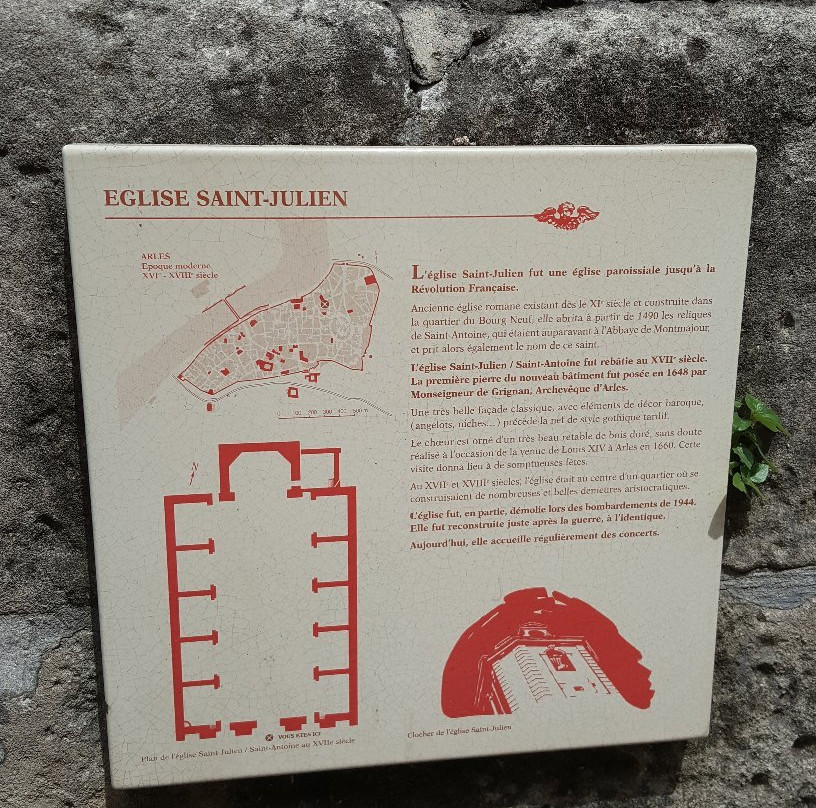 EGLISE SAINT-JULIEN
ARLES
Epoque moderne
XVIᵉ - XVIIIᵉ siècle
0 100 200 300 400 500 m
L'église Saint-Julien fut une église paroissiale jusqu'à la
Révolution Française.
Ancienne église romane existant dès le XIᵉ siècle et construite dans
la quartier du Bourg Neuf, elle abrita à partir de 1490 les reliques
de Saint-Antoine, qui étaient auparavant à l'Abbaye de Montmajour
et prit alors également le nom de ce saint.
L'église Saint-Julien / Saint-Antoine fut rebâtie au XVIIᵉ siècle.
La première pierre du nouveau bâtiment fut posée en 1648 par
Monseigneur de Grignan, Archevêque d'Arles.
Une très belle façade classique, avec éléments de décor baroque,
(angelots, niches...) précède la nef de style gothique tardif.
Le chœur est orné d'un très beau retable de bois doré, sans doute
réalisé à l'occasion de la venue de Louis XIV à Arles en 1660. Cette
visite donna lieu à de somptueuses fêtes.
Au XVIIᵉ et XVIIIᵉ siècles, l'église était au centre d'un quartier où se
construisaient de nombreuses et belles demeures aristocratiques.
L'église fut, en partie, démolie lors des bombardements de 1944.
Elle fut reconstruite juste après la guerre, à l'identique.
Aujourd'hui, elle accueille régulièrement des concerts.
VOUS ETES ICI
Plan de l'église Saint-Julien / Saint-Antoine au XVIIe siècle
Clocher de l'église Saint-Julien